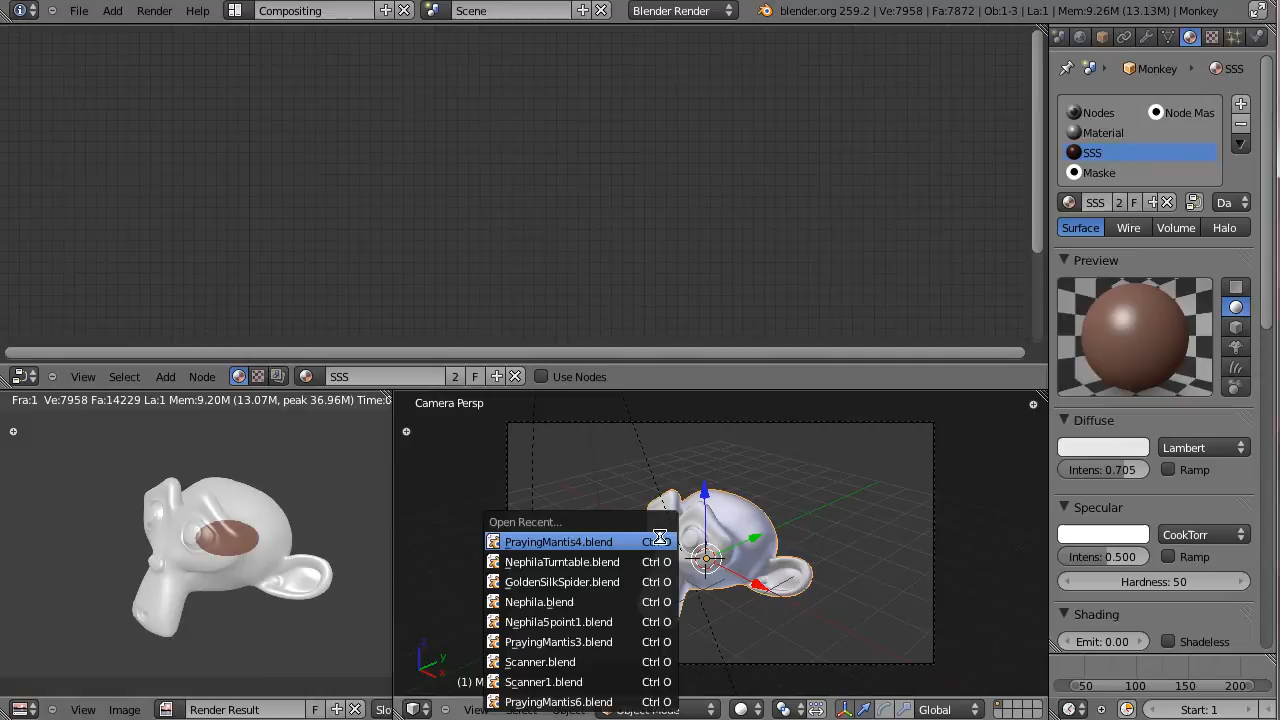 File Add Render Help Compositing Scene Blender Render blender.org 259.2 | Ve:7958 | Fa:7872 | Ob:1-3 | La:1 | Mem:9.26M (13.13M) | Monkey
Monkey SSS
Nodes Node Mas
Material
SSS
Maske
SSS 2 F Da
Surface Wire Volume Halo
Preview
View Select Add Node SSS 2 F Use Nodes
Fra:1 Ve:7958 Fa:14229 La:1 Mem:9.20M (13.07M, peak 36.96M) Time:0
Camera Persp
Diffuse
Lambert
Intens: 0.705 Ramp
Specular
CookTorr
Intens: 0.500 Ramp
Hardness: 50
Shading
Emit: 0.00 Shadeless
Open Recent...
PrayingMantis4.blend
NephilaTurntable.blend Ctrl O
GoldenSilkSpider.blend Ctrl O
Nephila.blend Ctrl O
Nephila5point1.blend Ctrl O
PrayingMantis3.blend Ctrl O
Scanner.blend Ctrl O
Scanner1.blend Ctrl O
PrayingMantis6.blend Ctrl O
(1) M
50 100 150 200
View Image Render Result F Global Start: 1